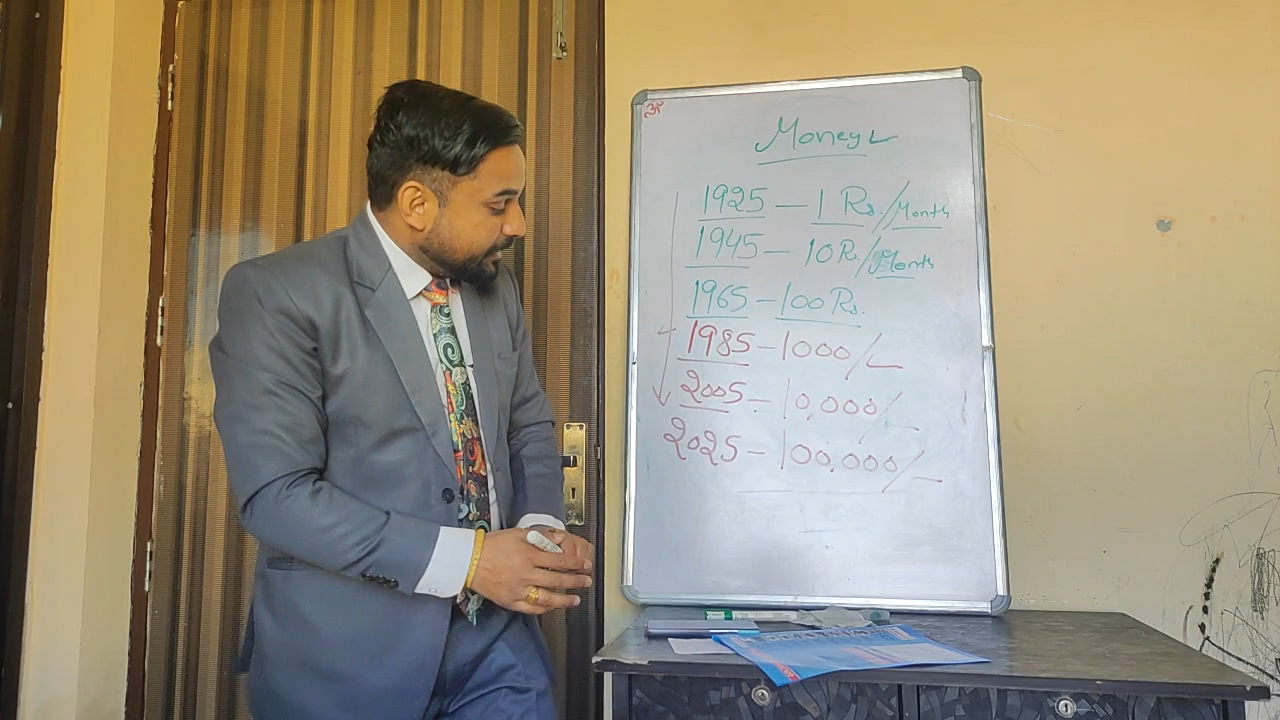 ॐ
Money
1925 — 1 Rs./Month
1945 — 10 Rs/Month
1965 — 100 Rs.
1985 — 1000/-
2005 - 10,000/-
2025 - 100,000/-